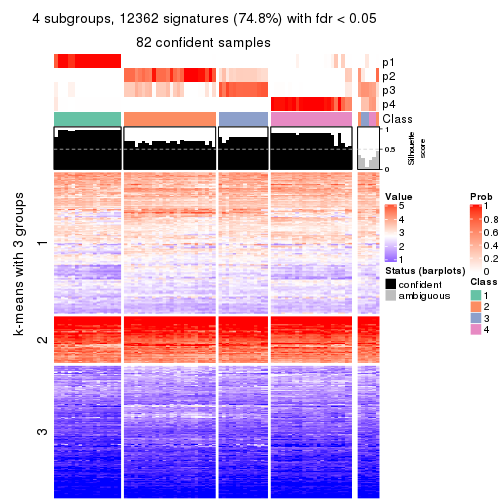 4 subgroups, 12362 signatures (74.8%) with fdr < 0.05
82 confident samples
p1
p2
p3
p4
Class
1
0.5
0
Silhouette
score
k-means with 3 groups
1
2
3
Value
5
4
3
2
1
Status (barplots)
confident
ambiguous
Prob
1
0.8
0.6
0.4
0.2
0
Class
1
2
3
4